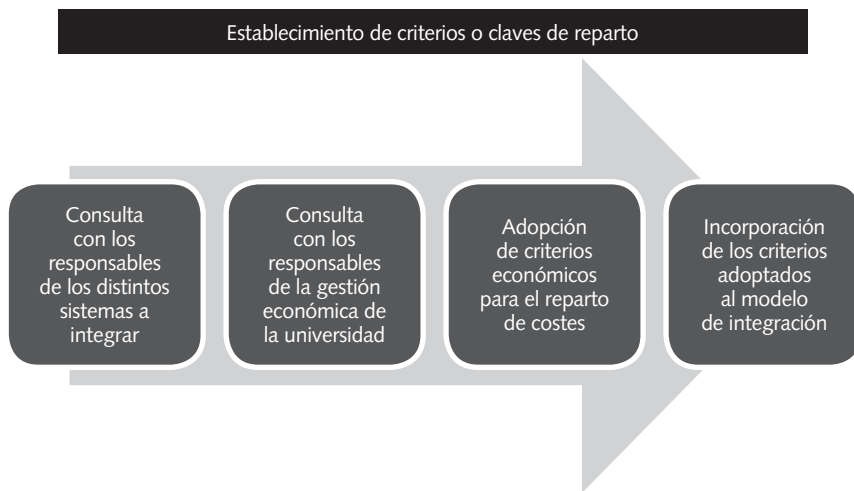 Establecimiento de criterios o claves de reparto
Consulta
con los
responsables
de los distintos
sistemas a
integrar
Consulta
con los
responsables
de la gestión
económica de
la universidad
Adopción
de criterios
económicos
para el reparto
de costes
Incorporación
de los criterios
adoptados
al modelo
de integración